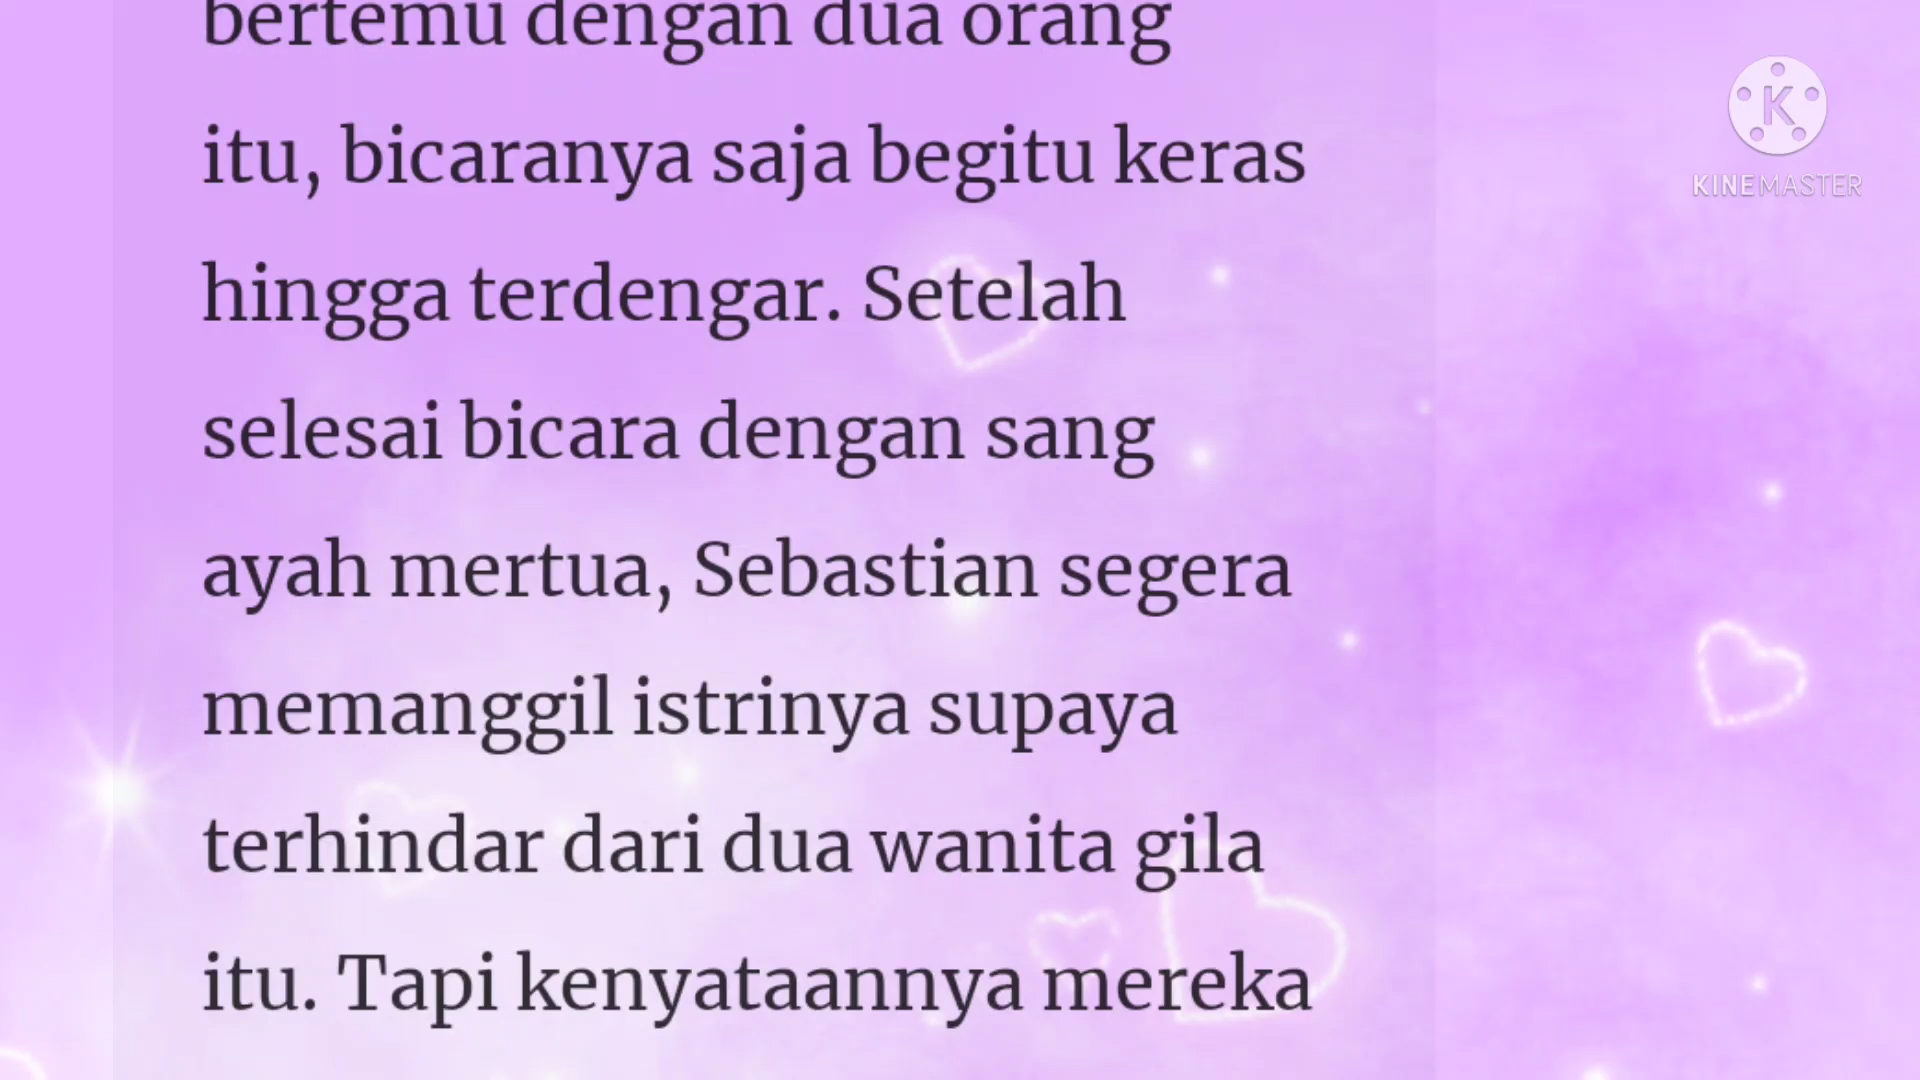 bertemu dengan dua orang
itu, bicaranya saja begitu keras
hingga terdengar. Setelah
selesai bicara dengan sang
ayah mertua, Sebastian segera
memanggil istrinya supaya
terhindar dari dua wanita gila
itu. Tapi kenyataannya mereka
K
KINEMASTER